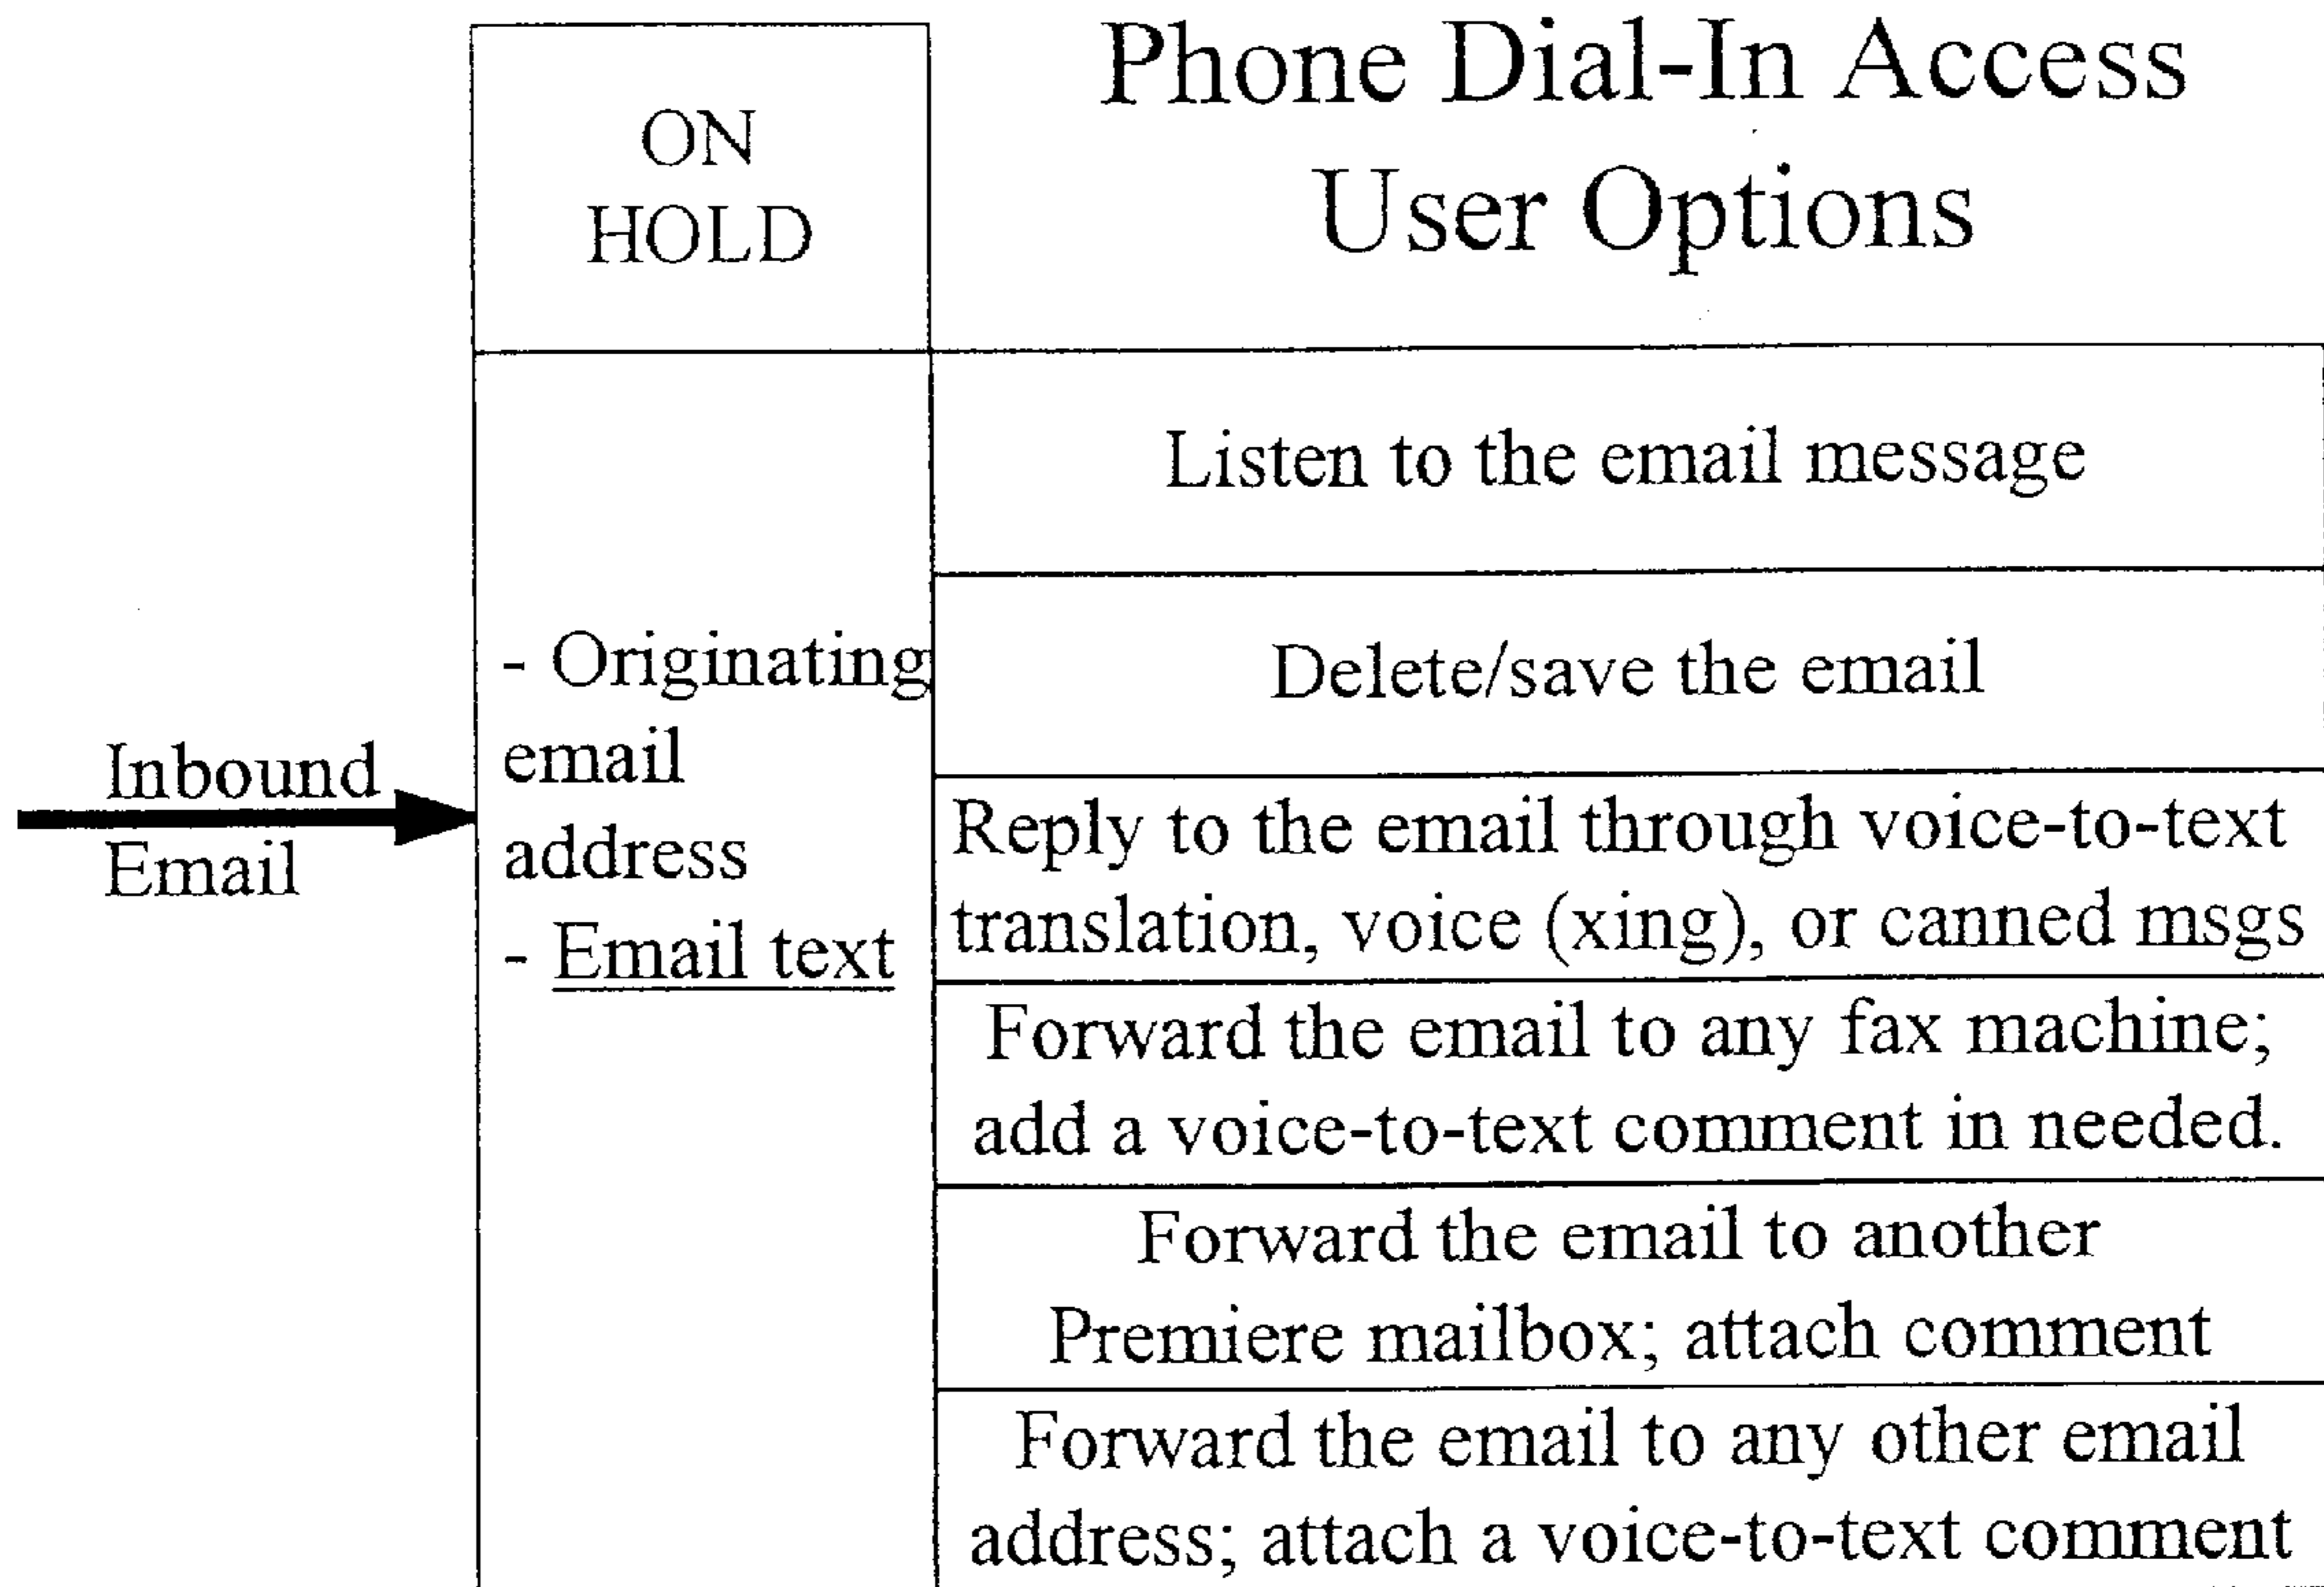 ON
HOLD
Phone Dial-In Access
User Options
Inbound
Email
- Originating
email
address
- Email text
Listen to the email message
Delete/save the email
Reply to the email through voice-to-text
translation, voice (xing), or canned msgs
Forward the email to any fax machine;
add a voice-to-text comment in needed.
Forward the email to another
Premiere mailbox; attach comment
Forward the email to any other email
address; attach a voice-to-text comment